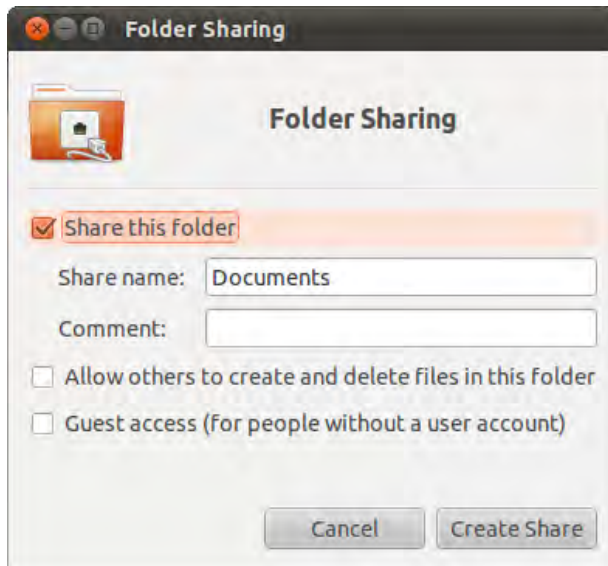 Folder Sharing
Folder Sharing
Share this folder
Share name: Documents
Comment:
Allow others to create and delete files in this folder
Guest access (for people without a user account)
Cancel Create Share